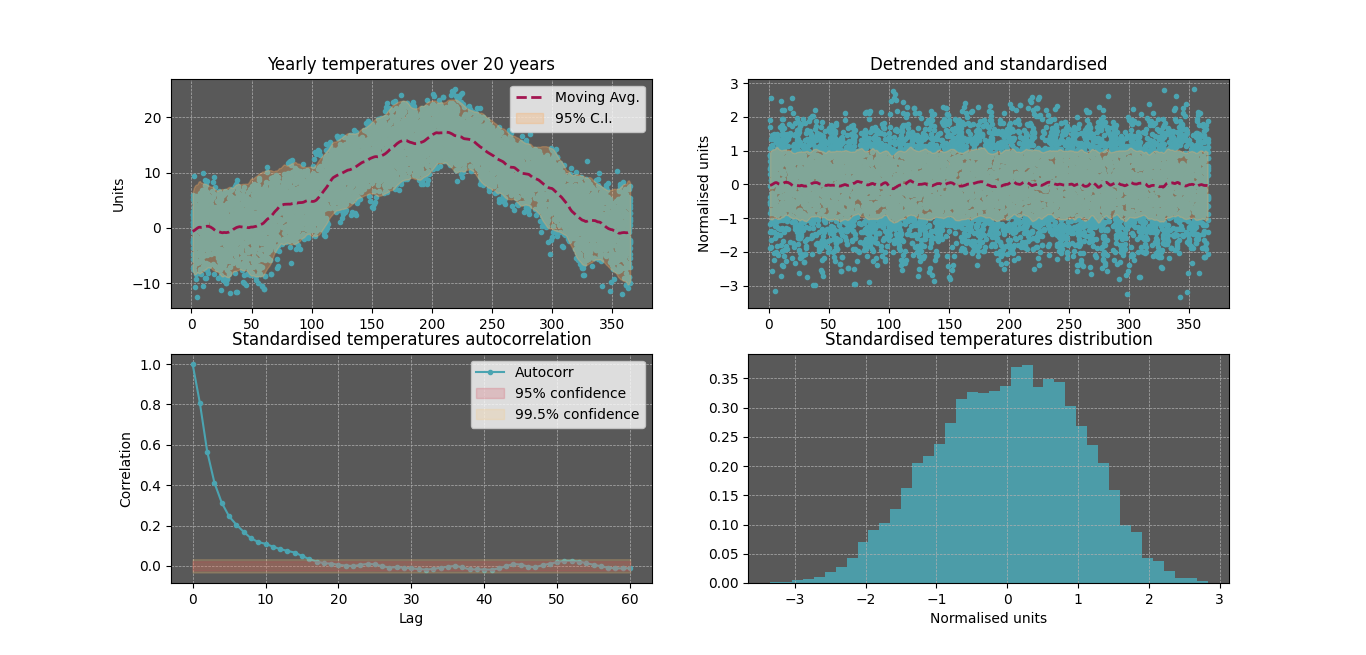 Yearly temperatures over 20 years
Units
20
10
0
−10
Moving Avg.
95% C.I.
0 50 100 150 200 250 300 350
Detrended and standardised
Normalised units
3
2
1
0
−1
−2
−3
0 50 100 150 200 250 300 350
Standardised temperatures autocorrelation
Correlation
1.0
0.8
0.6
0.4
0.2
0.0
Autocorr
95% confidence
99.5% confidence
0 10 20 30 40 50 60
Lag
Standardised temperatures distribution
0.35
0.30
0.25
0.20
0.15
0.10
0.05
0.00
−3 −2 −1 0 1 2 3
Normalised units